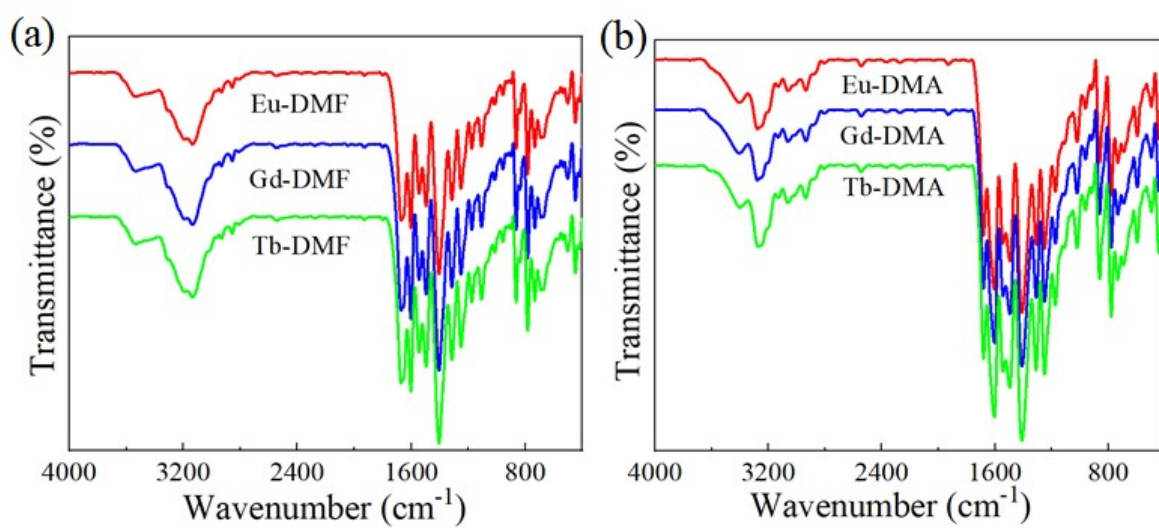 (a)
Transmittance (%)
Eu-DMF
Gd-DMF
Tb-DMF
4000 3200 2400 1600 800
Wavenumber (cm⁻¹)
(b)
Transmittance (%)
Eu-DMA
Gd-DMA
Tb-DMA
4000 3200 2400 1600 800
Wavenumber (cm⁻¹)